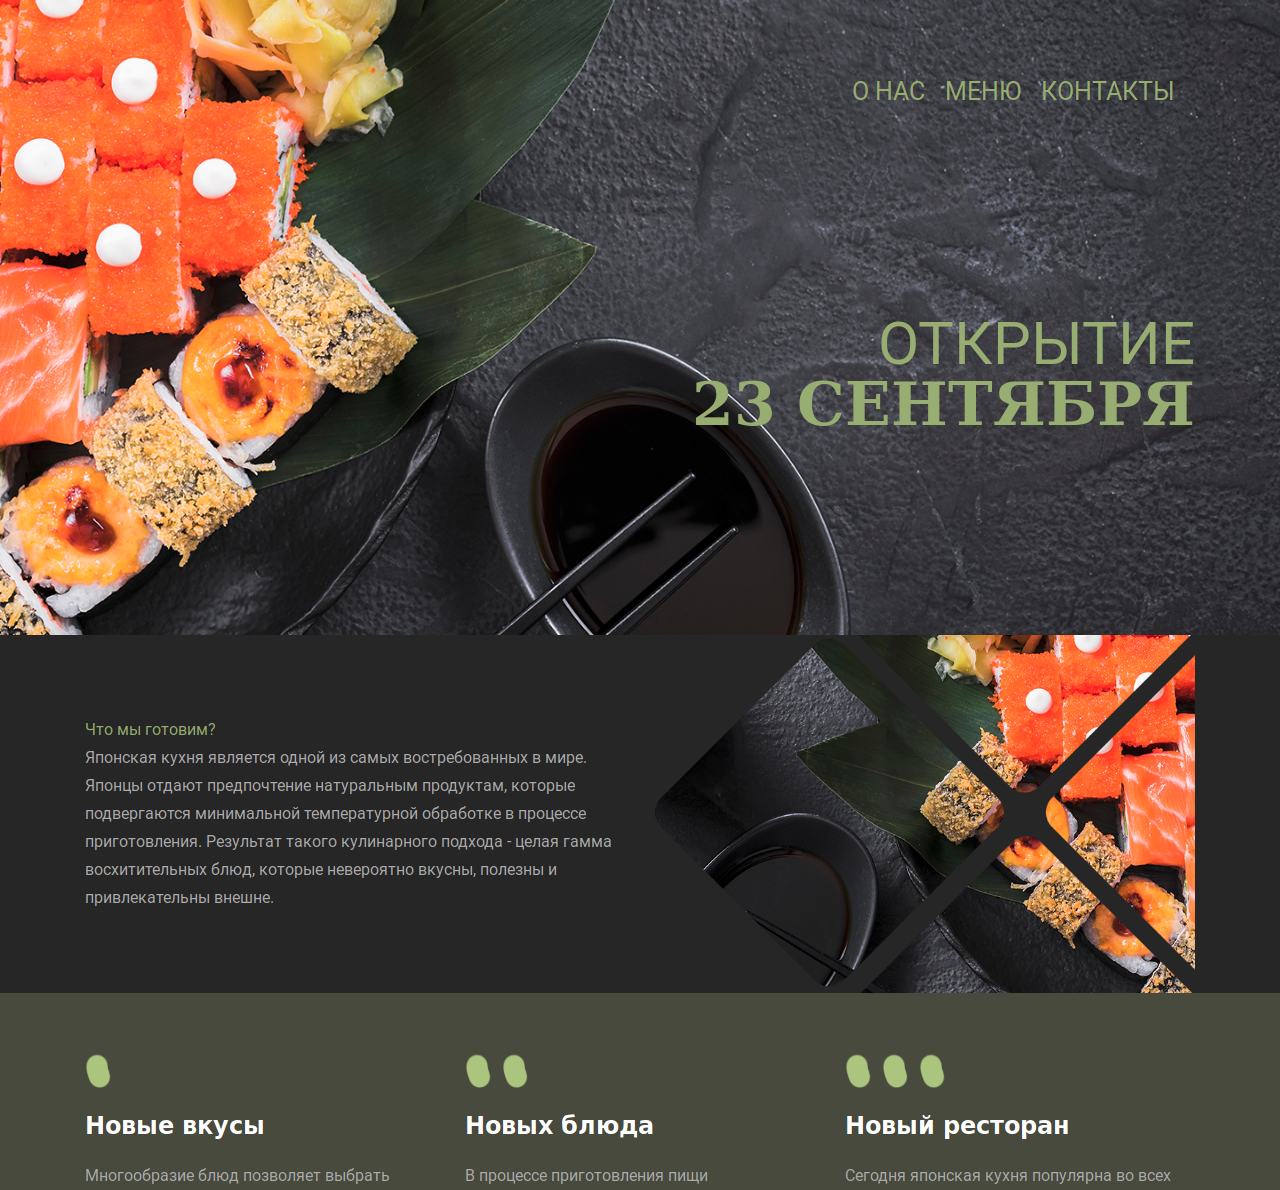 О НАС МЕНЮ КОНТАКТЫ
ОТКРЫТИЕ
23 СЕНТЯБРЯ
Что мы готовим?
Японская кухня является одной из самых востребованных в мире.
Японцы отдают предпочтение натуральным продуктам, которые
подвергаются минимальной температурной обработке в процессе
приготовления. Результат такого кулинарного подхода - целая гамма
восхитительных блюд, которые невероятно вкусны, полезны и
привлекательны внешне.
Новые вкусы
Многообразие блюд позволяет выбрать
Новых блюда
В процессе приготовления пищи
Новый ресторан
Сегодня японская кухня популярна во всех